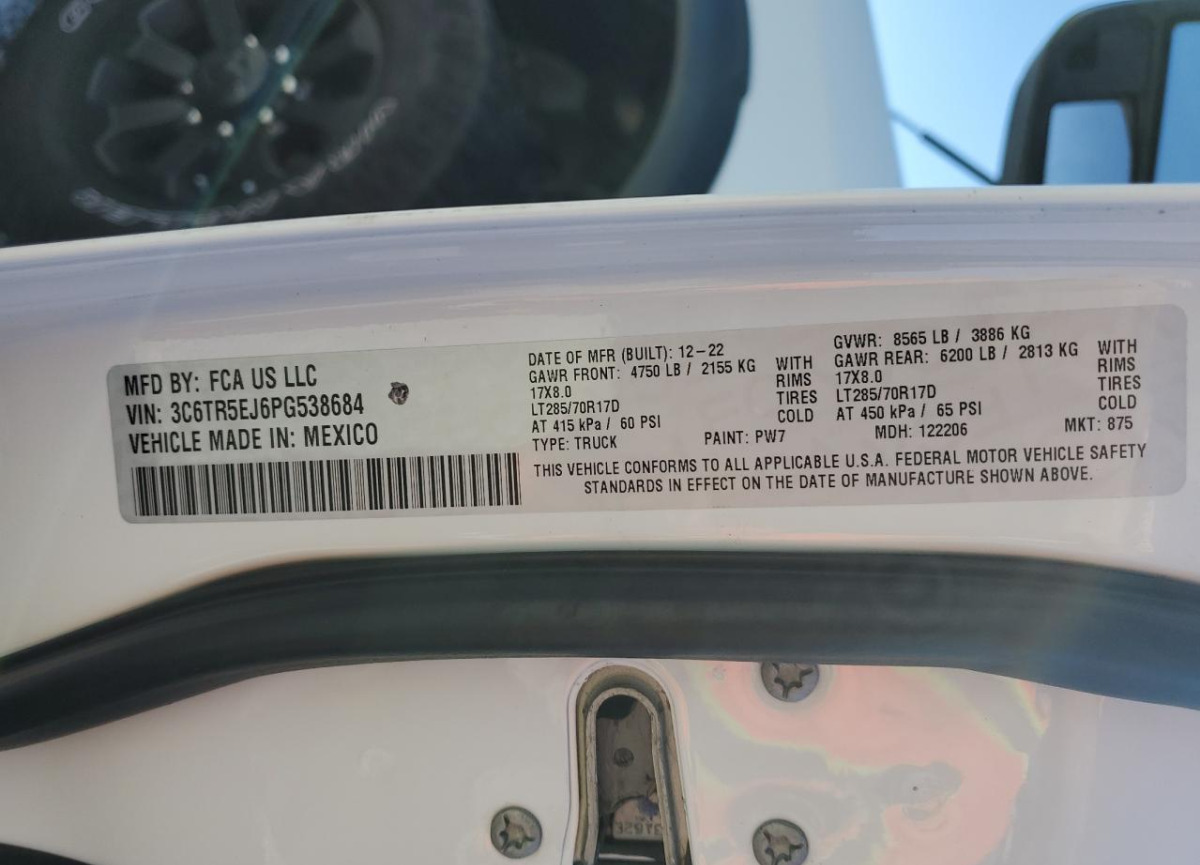 MFD BY: FCA US LLC
VIN: 3C6TR5EJ6PG538684
VEHICLE MADE IN: MEXICO
DATE OF MFR (BUILT): 12-22
GAWR FRONT: 4750 LB / 2155 KG WITH
17X8.0 RIMS
LT285/70R17D TIRES
AT 415 kPa / 60 PSI COLD
TYPE: TRUCK PAINT: PW7
GVWR: 8565 LB / 3886 KG
GAWR REAR: 6200 LB / 2813 KG WITH
17X8.0 RIMS
LT285/70R17D TIRES
AT 450 kPa / 65 PSI COLD
MDH: 122206 MKT: 875
THIS VEHICLE CONFORMS TO ALL APPLICABLE U.S.A. FEDERAL MOTOR VEHICLE SAFETY
STANDARDS IN EFFECT ON THE DATE OF MANUFACTURE SHOWN ABOVE.